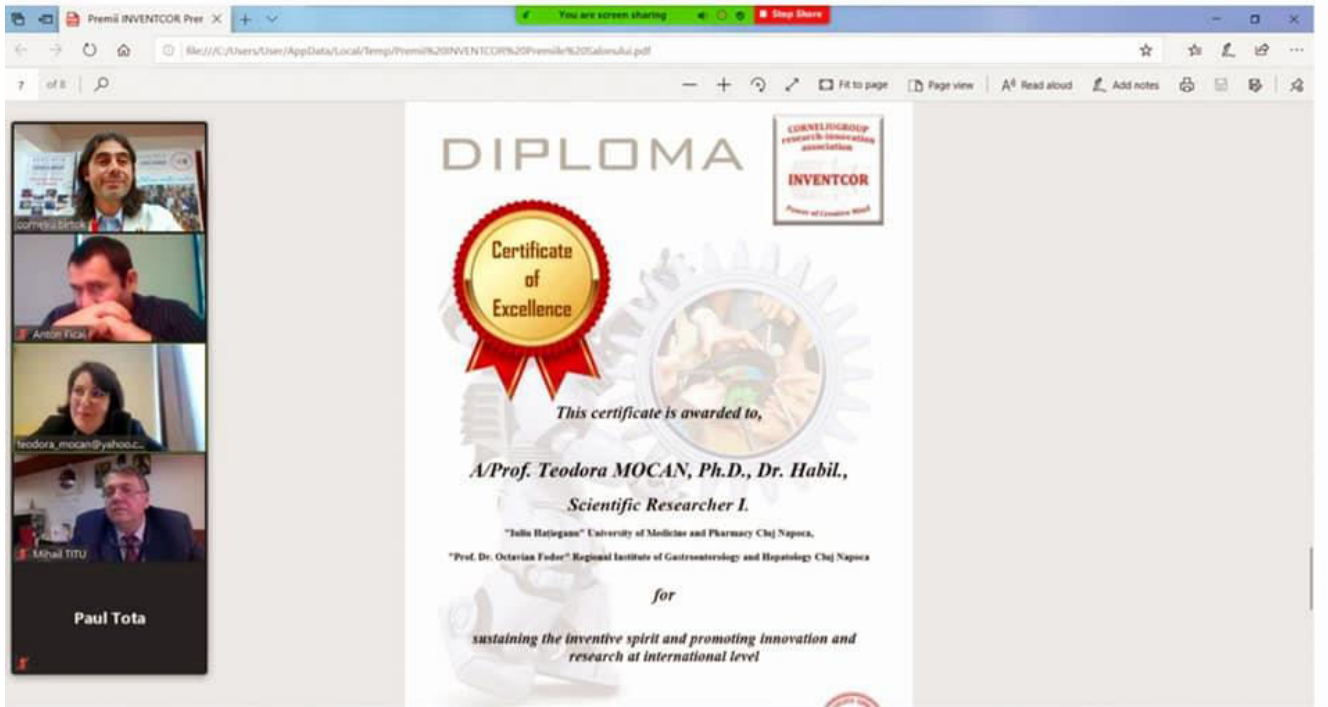 Premii INVENTCOR Prer
You are screen sharing
Stop Share
file:///C:/Users/User/AppData/Local/Temp/Premii%20INVENTCOR%20Premiile%20Salonului.pdf
7 of 8
Fit to page
Page view
Read aloud
Add notes
corneliu birtok
Anton Ficai
teodora_mocan@yahoo.c...
Mihail TITU
Paul Tota
DIPLOMA
CORNELIUGROUP
research-innovation
association
INVENTCOR
Power of Creative Mind
Certificate
of
Excellence
This certificate is awarded to,
A/Prof. Teodora MOCAN, Ph.D., Dr. Habil.,
Scientific Researcher I.
"Iuliu Haţieganu" University of Medicine and Pharmacy Cluj Napoca,
"Prof. Dr. Octavian Fodor" Regional Institute of Gastroenterology and Hepatology Cluj Napoca
for
sustaining the inventive spirit and promoting innovation and
research at international level